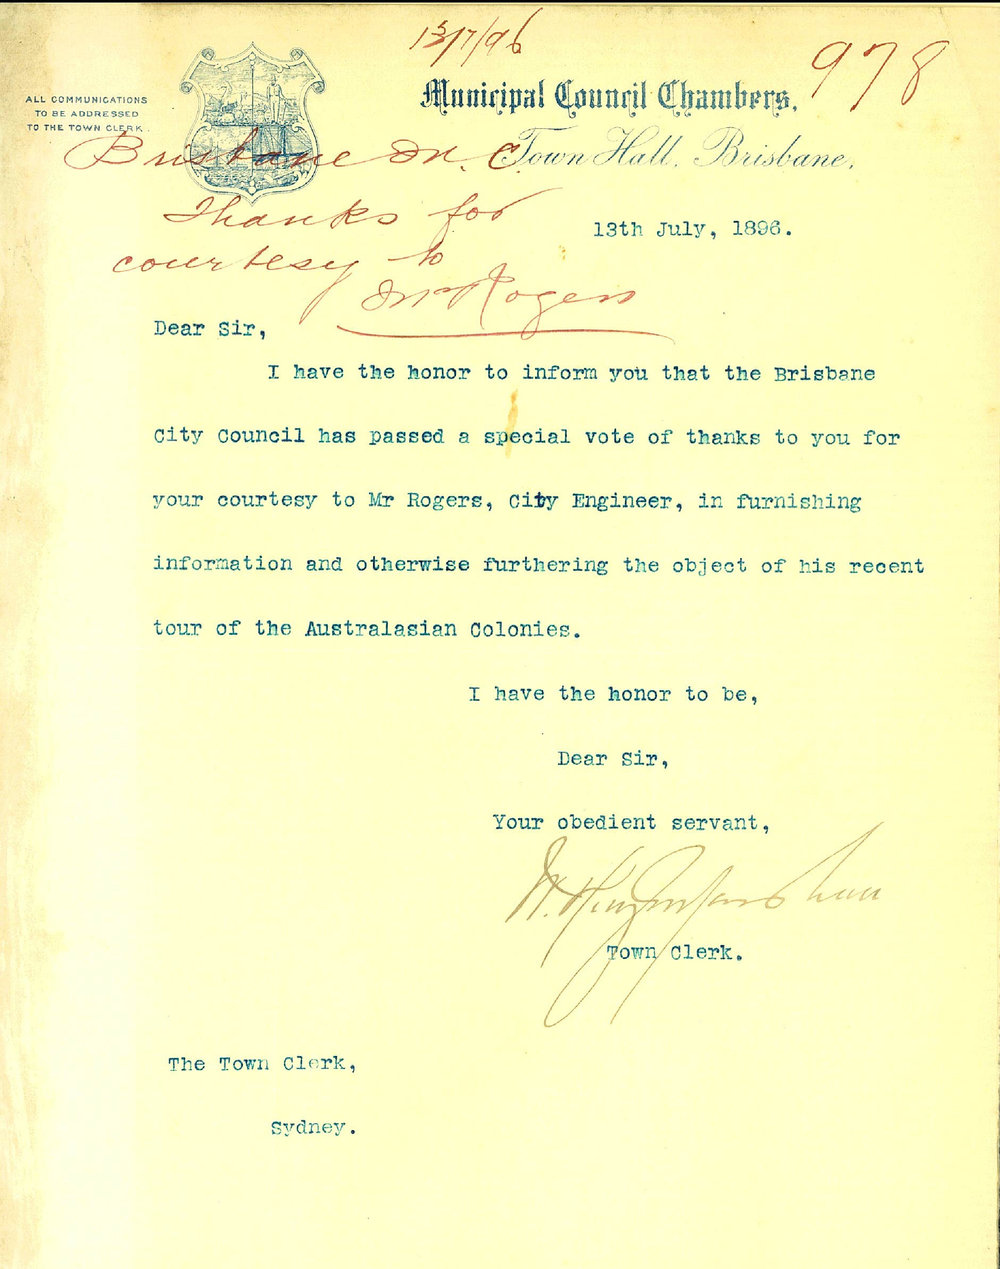 13/7/96
978
ALL COMMUNICATIONS
TO BE ADDRESSED
TO THE TOWN CLERK.
Municipal Council Chambers,
Town Hall, Brisbane,
Brisbane M. C.
Thanks for
courtesy to
Mr Rogers
13th July, 1896.
Dear Sir,
I have the honor to inform you that the Brisbane
City Council has passed a special vote of thanks to you for
your courtesy to Mr Rogers, City Engineer, in furnishing
information and otherwise furthering the object of his recent
tour of the Australasian Colonies.
I have the honor to be,
Dear Sir,
Your obedient servant,
Town Clerk.
The Town Clerk,
Sydney.